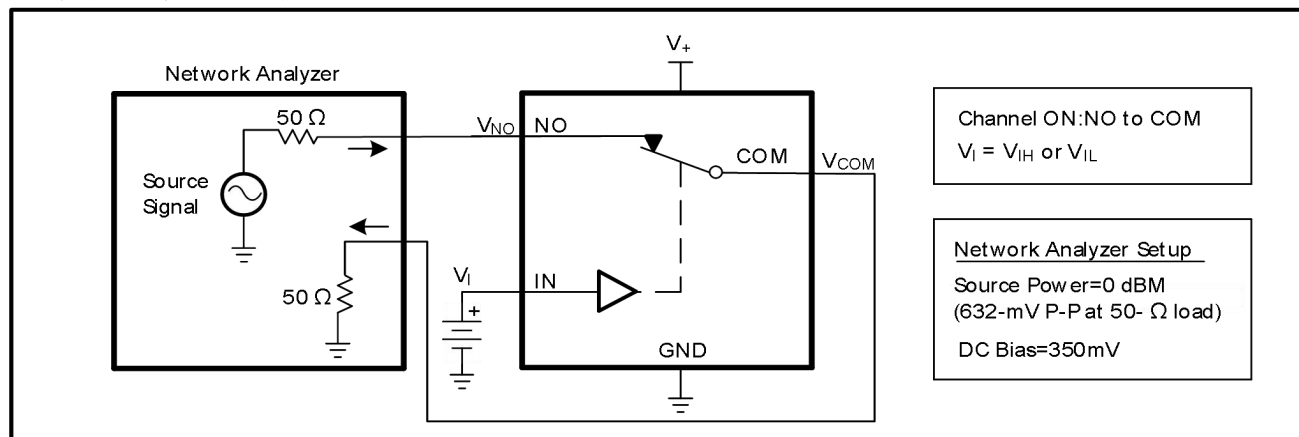 V+
Network Analyzer
50 Ω
VNO
NO
COM
VCOM
Source
Signal
50 Ω
VI
+
IN
GND
Channel ON:NO to COM
VI = VIH or VIL
Network Analyzer Setup
Source Power=0 dBM
(632-mV P-P at 50- Ω load)
DC Bias=350mV